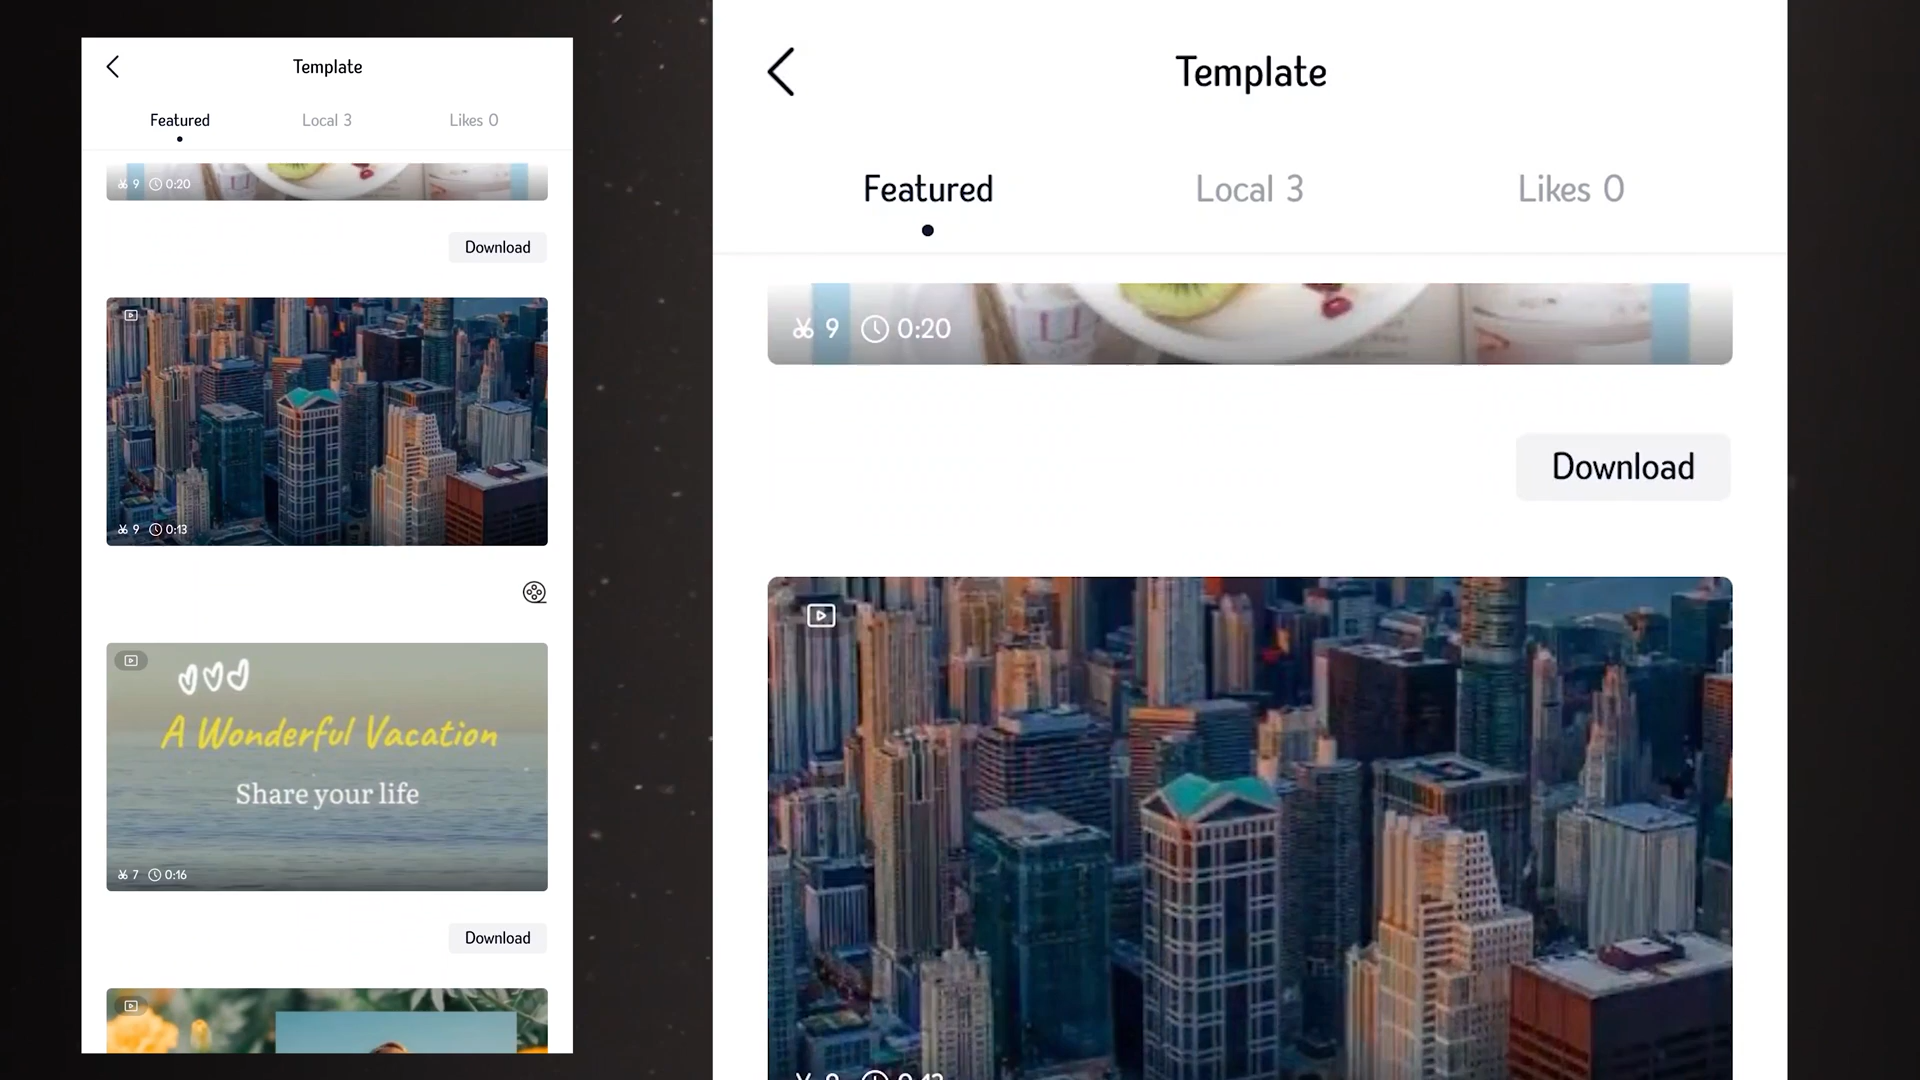 Template
Featured Local 3 Likes 0
9 0:20
Download
9 0:13
A Wonderful Vacation
Share your life
7 0:16
Download
Template
Featured Local 3 Likes 0
9 0:20
Download